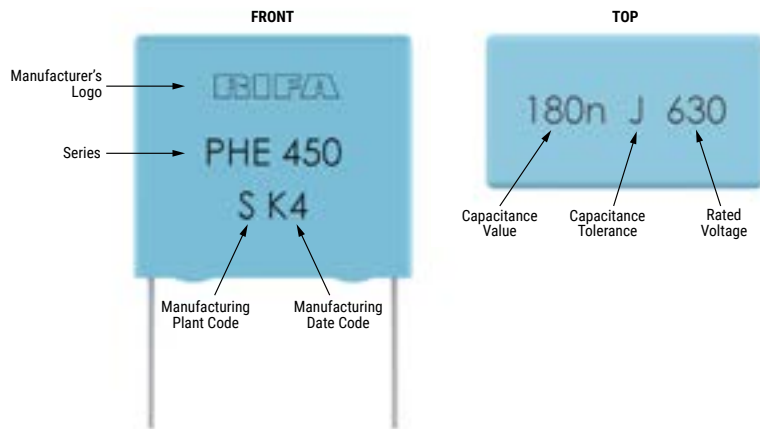 FRONT
Manufacturer's
Logo
RIFA
Series
PHE 450
S K4
Manufacturing
Plant Code
Manufacturing
Date Code
TOP
180n J 630
Capacitance
Value
Capacitance
Tolerance
Rated
Voltage